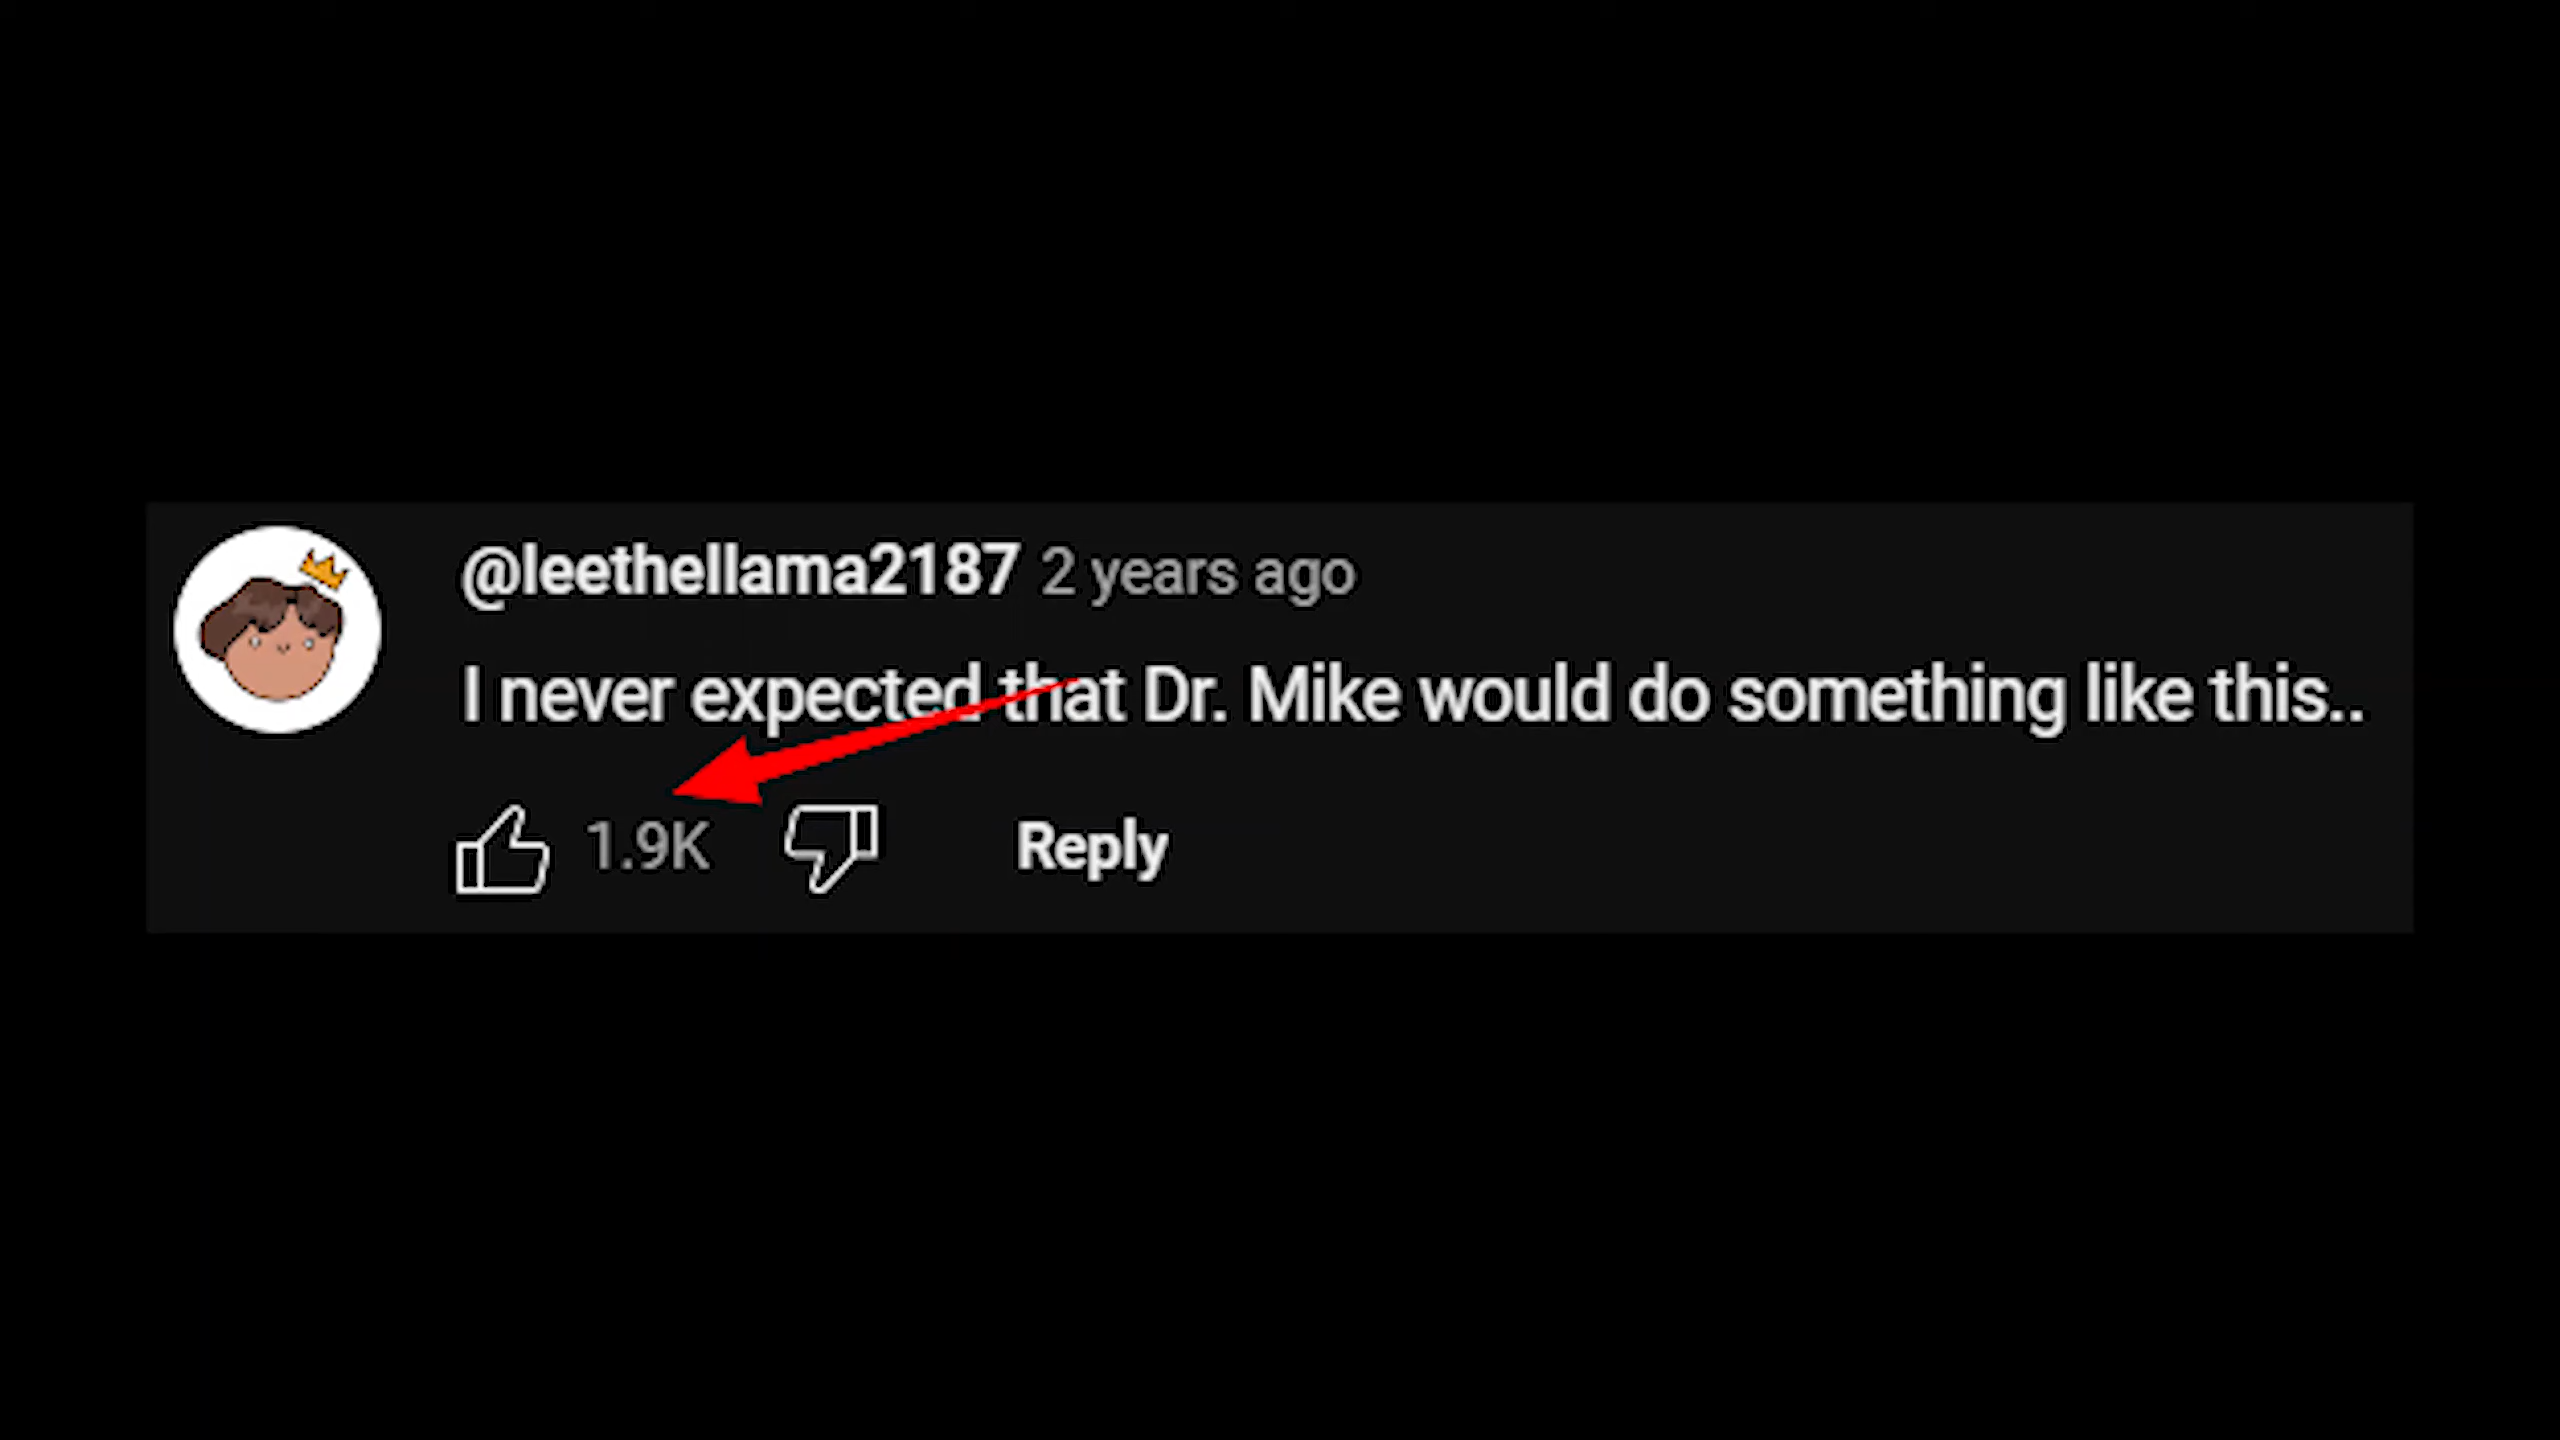 @leethellama2187 2 years ago
I never expected that Dr. Mike would do something like this..
1.9K Reply